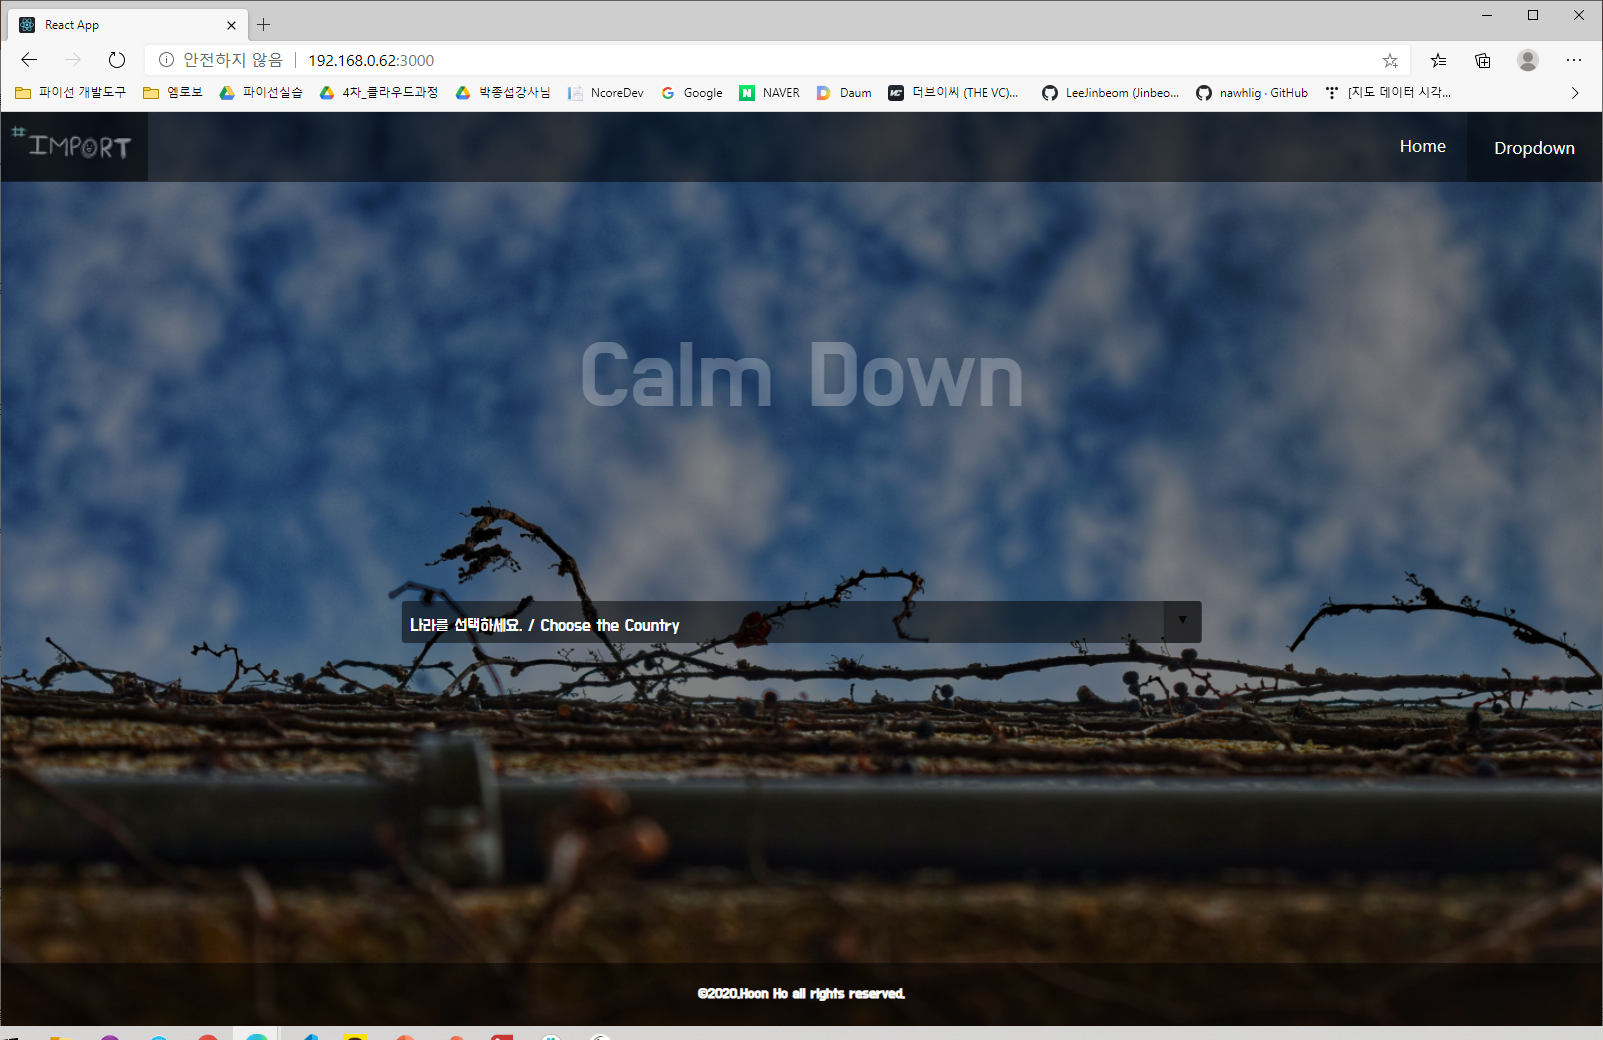 React App
안전하지 않음 | 192.168.0.62:3000
파이선 개발도구 엠로보 파이선실습 4차_클라우드과정 박종섭강사님 NcoreDev Google NAVER Daum 더브이씨 (THE VC)... LeeJinbeom (Jinbeo... nawhlig · GitHub [지도 데이터 시각...
#IMPORT Home Dropdown
Calm Down
나라를 선택하세요. / Choose the Country
©2020.Hoon Ho all rights reserved.